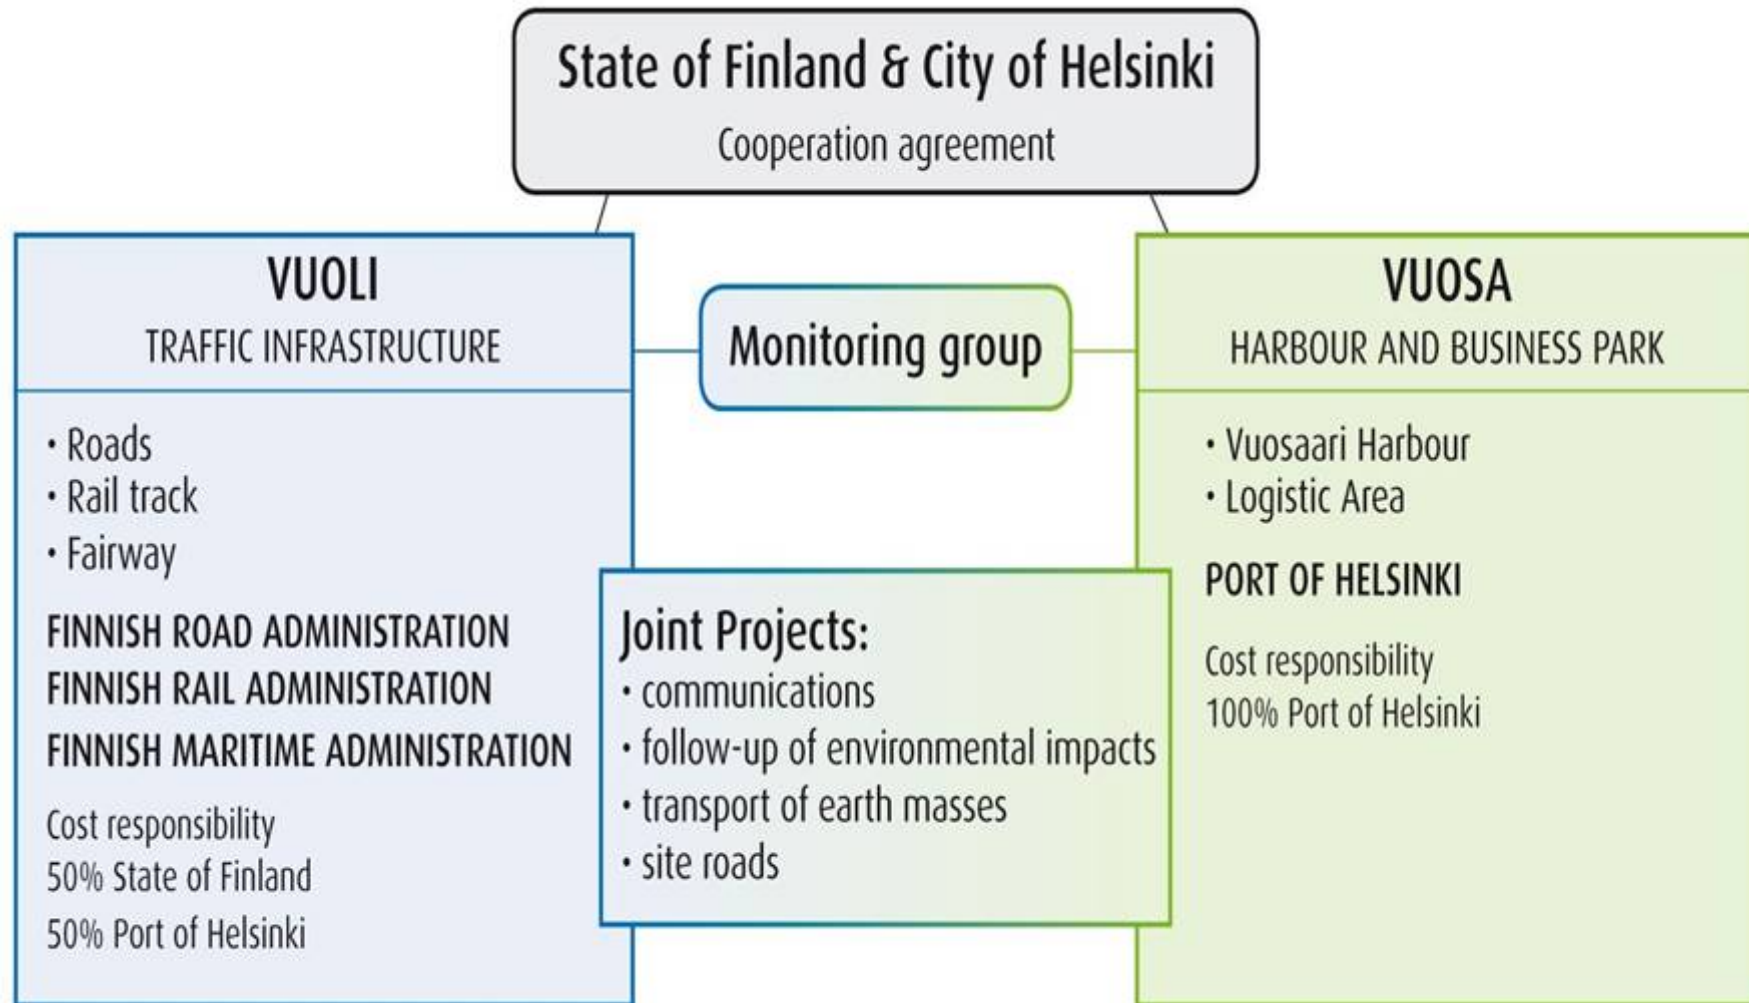 State of Finland & City of Helsinki
Cooperation agreement
VUOLI
TRAFFIC INFRASTRUCTURE
• Roads
• Rail track
• Fairway
FINNISH ROAD ADMINISTRATION
FINNISH RAIL ADMINISTRATION
FINNISH MARITIME ADMINISTRATION
Cost responsibility
50% State of Finland
50% Port of Helsinki
Monitoring group
Joint Projects:
• communications
• follow-up of environmental impacts
• transport of earth masses
• site roads
VUOSA
HARBOUR AND BUSINESS PARK
• Vuosaari Harbour
• Logistic Area
PORT OF HELSINKI
Cost responsibility
100% Port of Helsinki